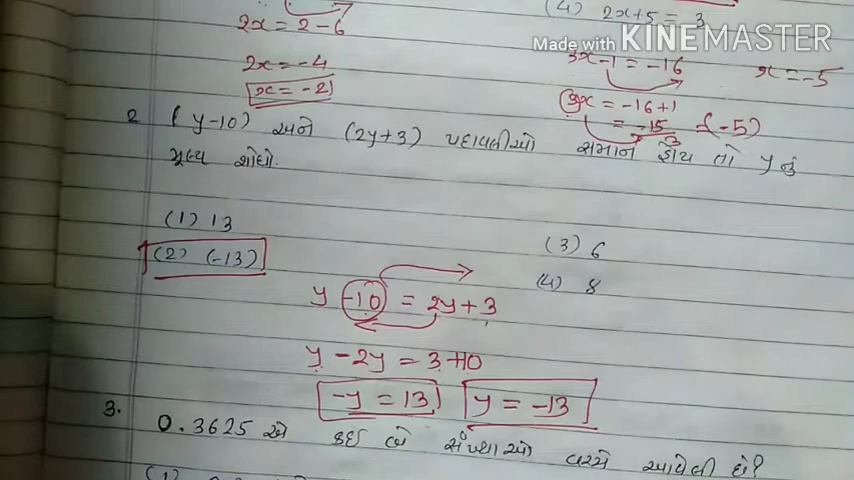 2x = 2 - 6
(4) 2x+5 = 3
Made with KINEMASTER
2x = -4
3x - 1 = -16
x = -5
x = -2
3x = -16+1
= -15/3 (-5)
2 (y-10) અને (2y+3) પદાવલીઓ સમાન હોય તો y નું
મૂલ્ય શોધો.
(1) 13
(2) (-13)
(3) 6
(4) 8
y -10 = 2y + 3
y - 2y = 3 +10
-y = 13 y = -13
3. 0.3625 એ કઈ બે સંખ્યાઓ વચ્ચે આવેલી છે?
(1)